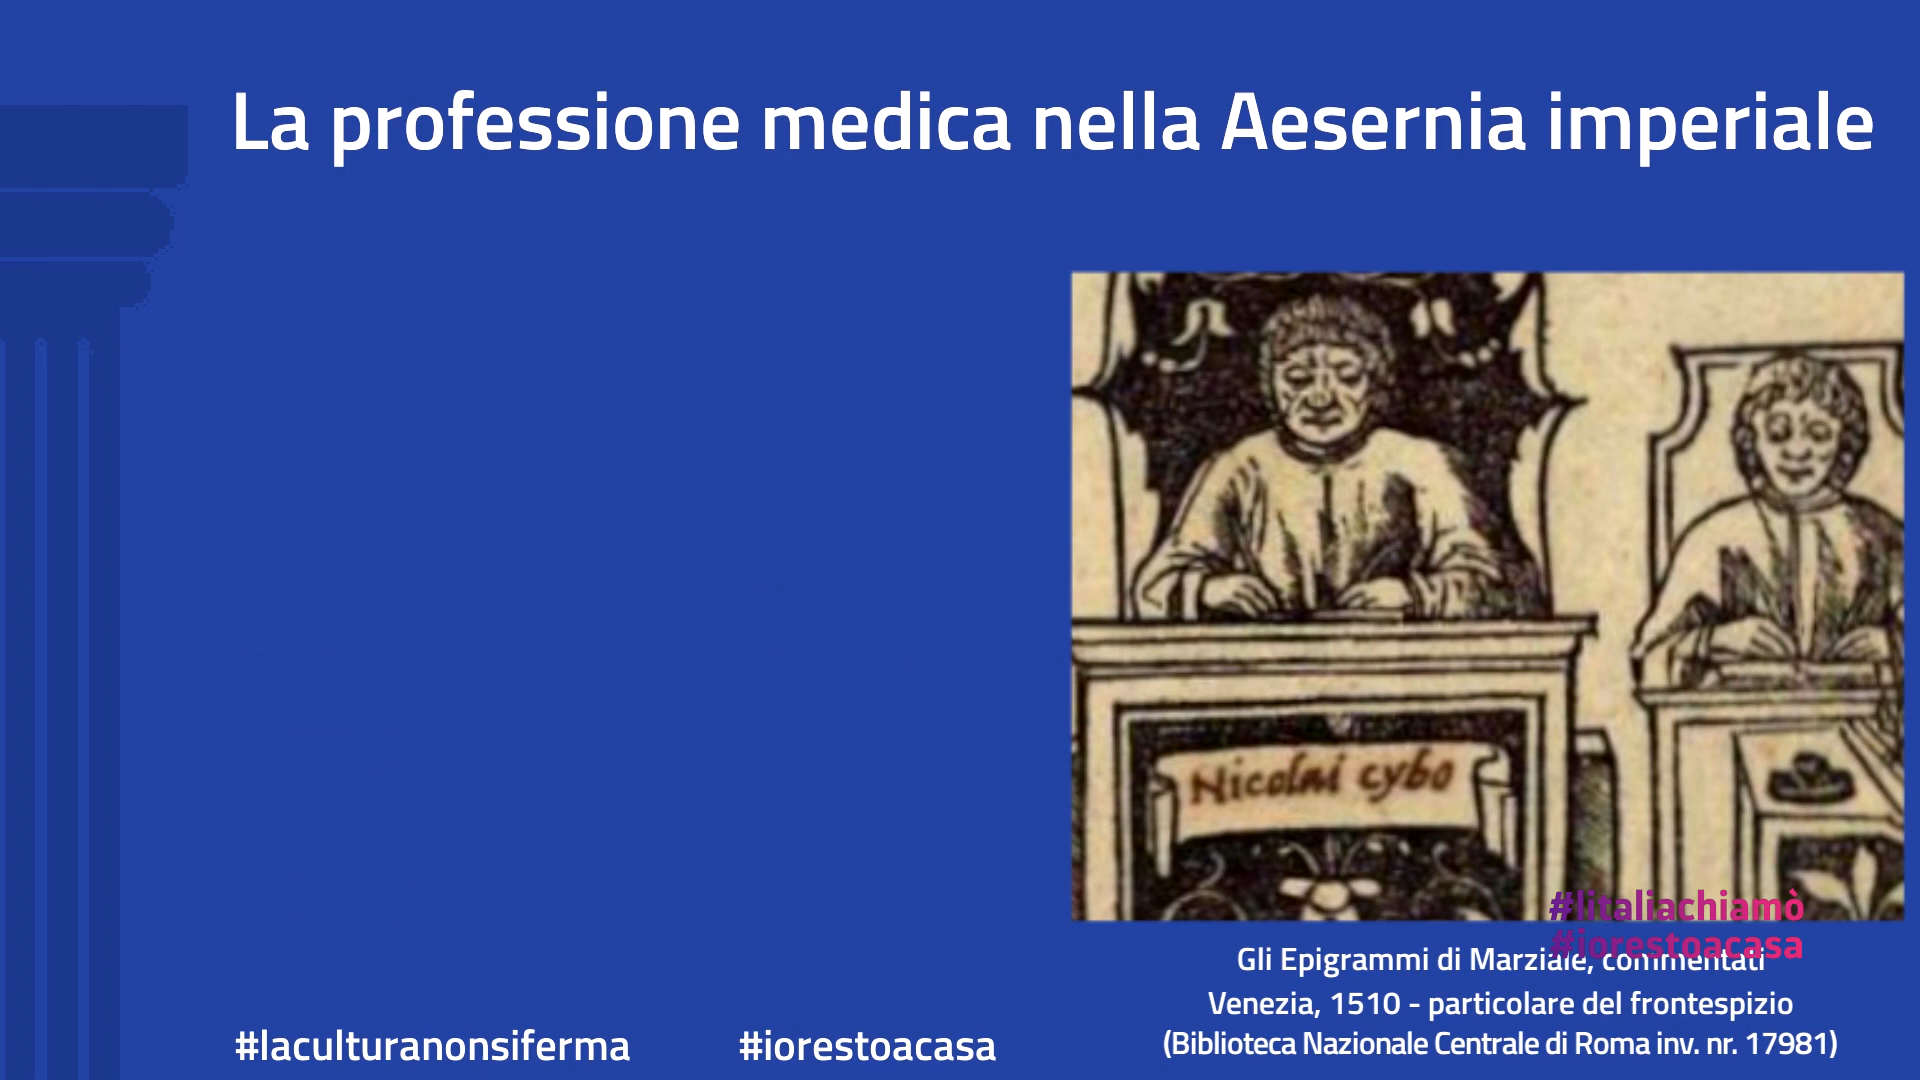 La professione medica nella Aesernia imperiale
Nicolai cybo
#litaliachiamò
#iorestoacasa
Gli Epigrammi di Marziale, commentati
Venezia, 1510 - particolare del frontespizio
(Biblioteca Nazionale Centrale di Roma inv. nr. 17981)
#laculturanonsiferma
#iorestoacasa